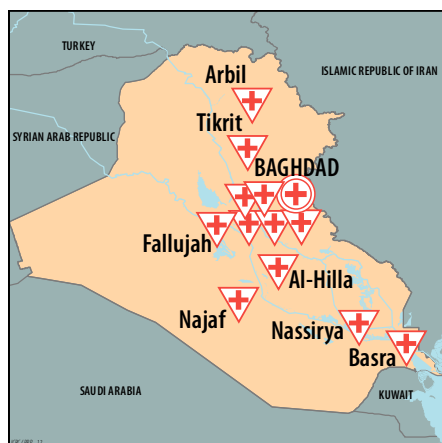 TURKEY
Arbil
ISLAMIC REPUBLIC OF IRAN
Tikrit
SYRIAN ARAB REPUBLIC
BAGHDAD
Fallujah
Al-Hilla
Najaf
Nassirya
Basra
SAUDI ARABIA
KUWAIT